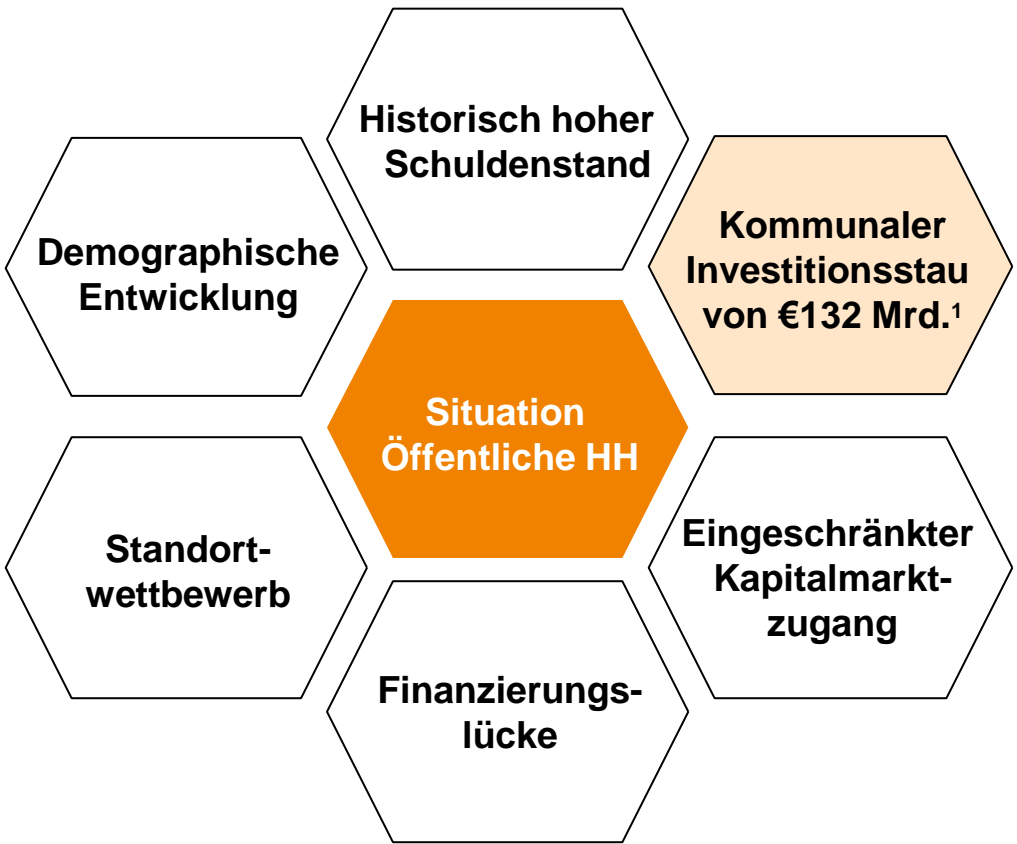 Historisch hoher
Schuldenstand
Kommunaler
Investitionsstau
von €132 Mrd.¹
Demographische
Entwicklung
Situation
Öffentliche HH
Eingeschränkter
Kapitalmarkt-
zugang
Standort-
wettbewerb
Finanzierungs-
lücke